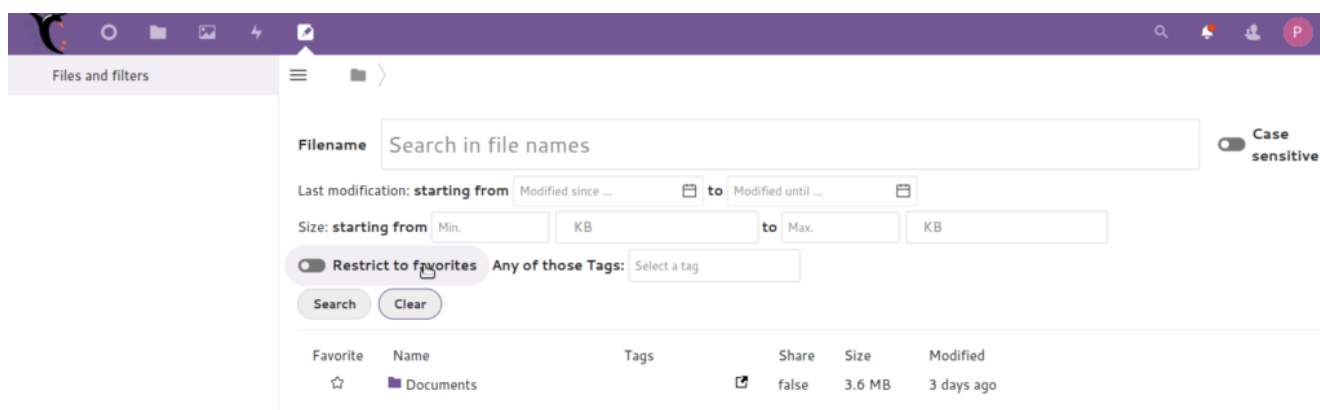 P
Files and filters
Filename Search in file names Case sensitive
Last modification: starting from Modified since ... to Modified until ...
Size: starting from Min. KB to Max. KB
Restrict to favorites Any of those Tags: Select a tag
Search Clear
Favorite Name Tags Share Size Modified
Documents false 3.6 MB 3 days ago